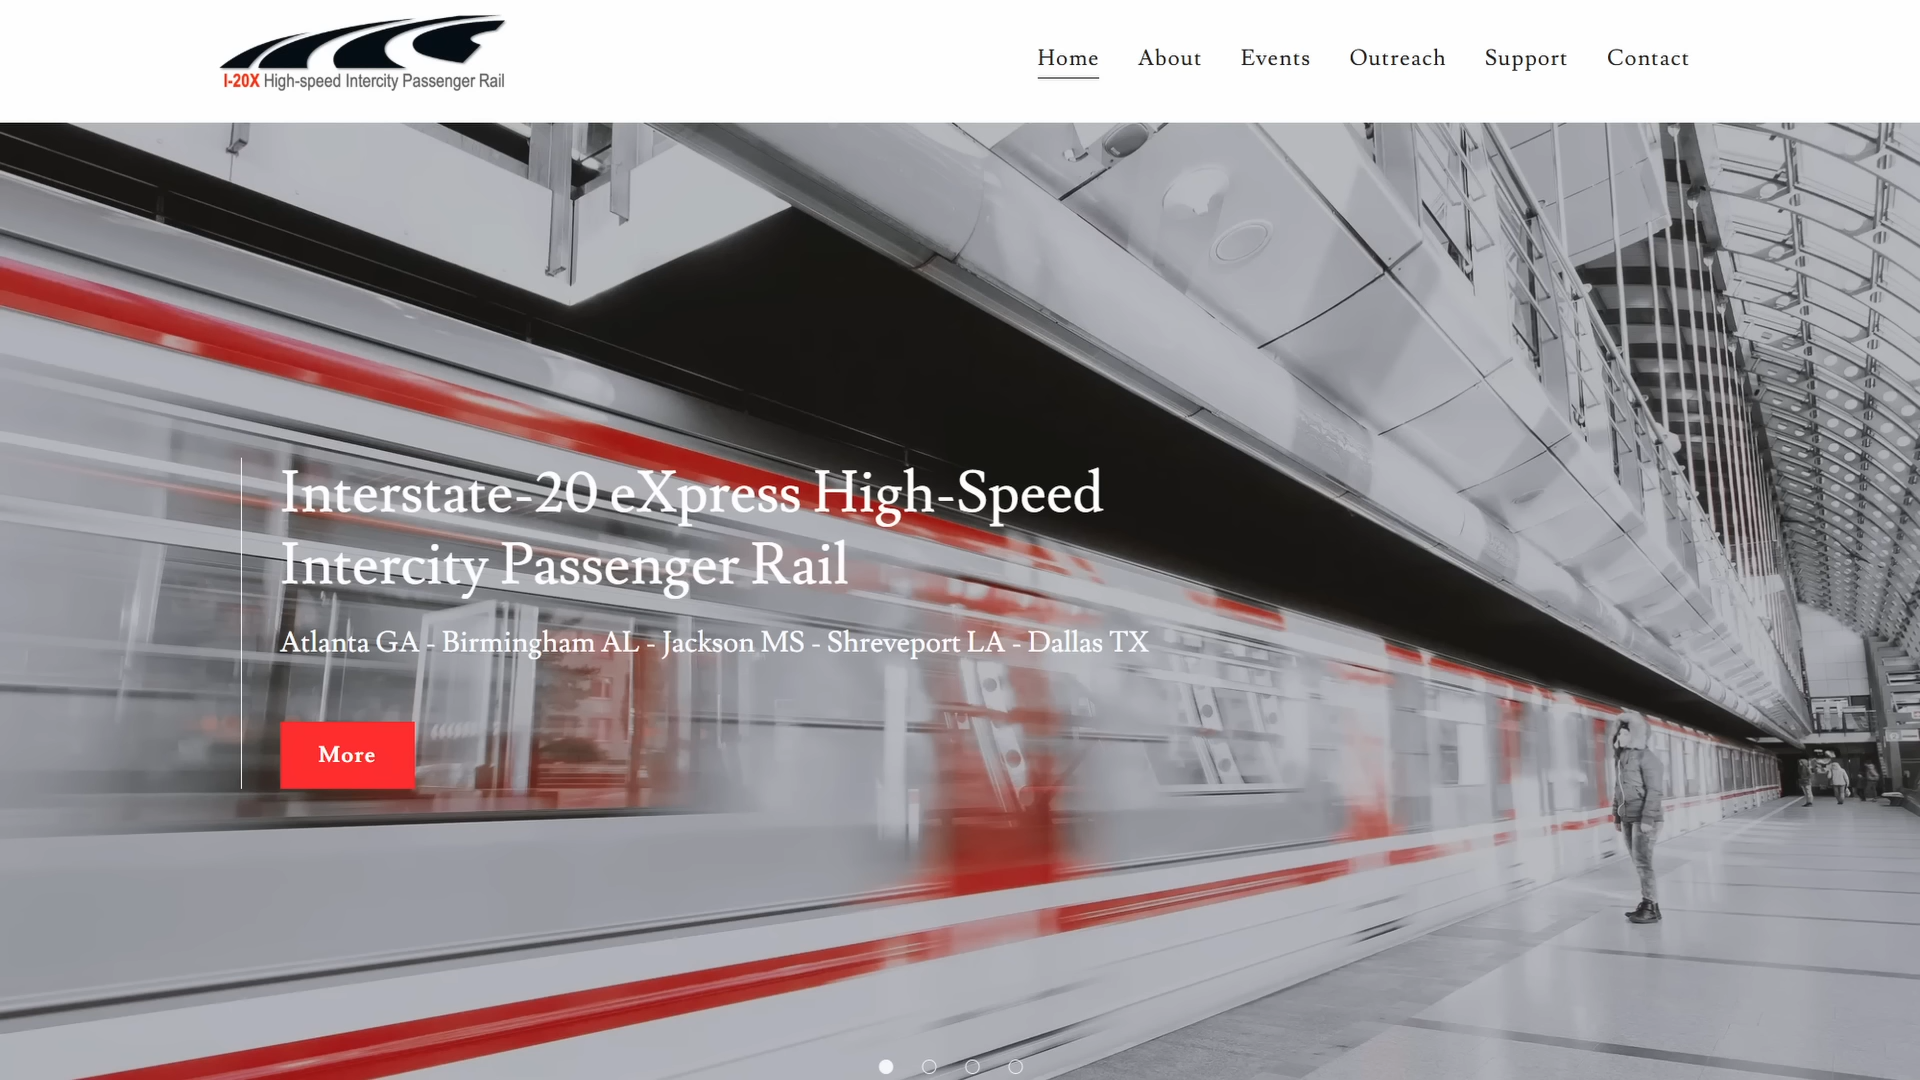 I-20X High-speed Intercity Passenger Rail
Home About Events Outreach Support Contact
Interstate-20 eXpress High-Speed
Intercity Passenger Rail
Atlanta GA - Birmingham AL - Jackson MS - Shreveport LA - Dallas TX
More